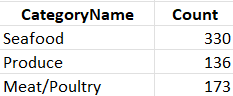 CategoryName Count
Seafood 330
Produce 136
Meat/Poultry 173